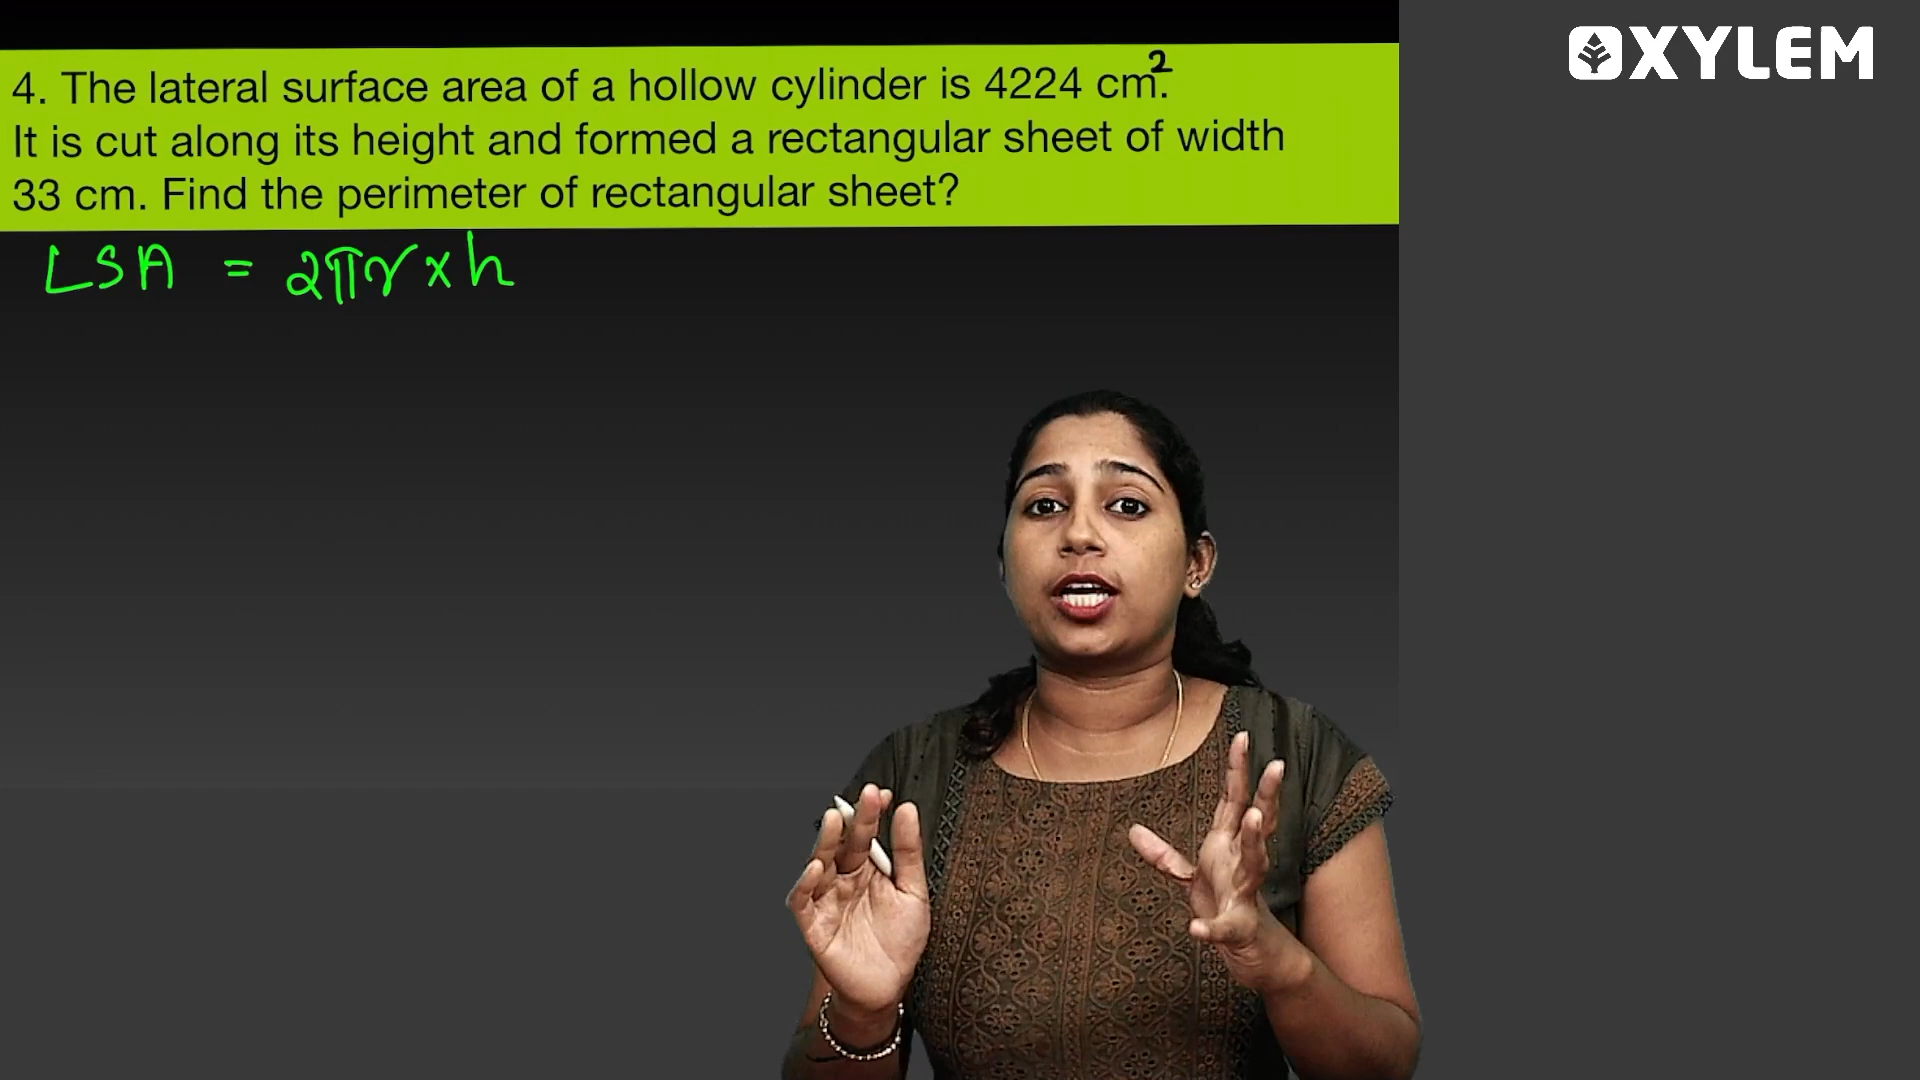 XYLEM
4. The lateral surface area of a hollow cylinder is 4224 cm².
It is cut along its height and formed a rectangular sheet of width
33 cm. Find the perimeter of rectangular sheet?
LSA = 2πr×h